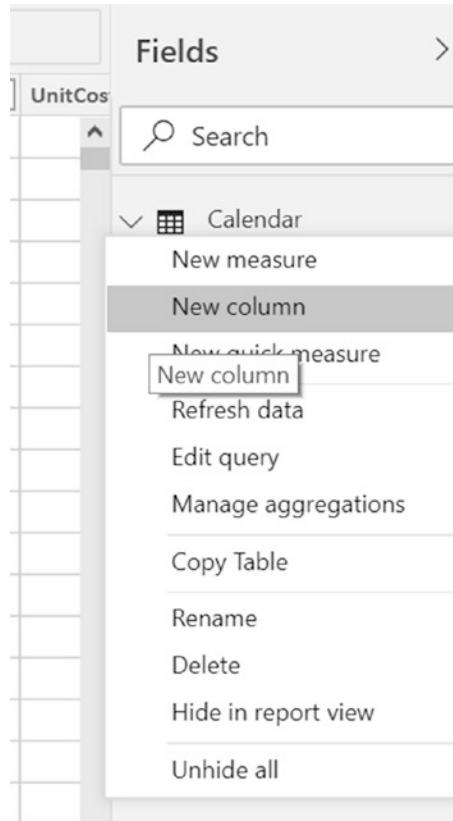 Fields
UnitCos
Search
Calendar
New measure
New column
New quick measure
New column
Refresh data
Edit query
Manage aggregations
Copy Table
Rename
Delete
Hide in report view
Unhide all